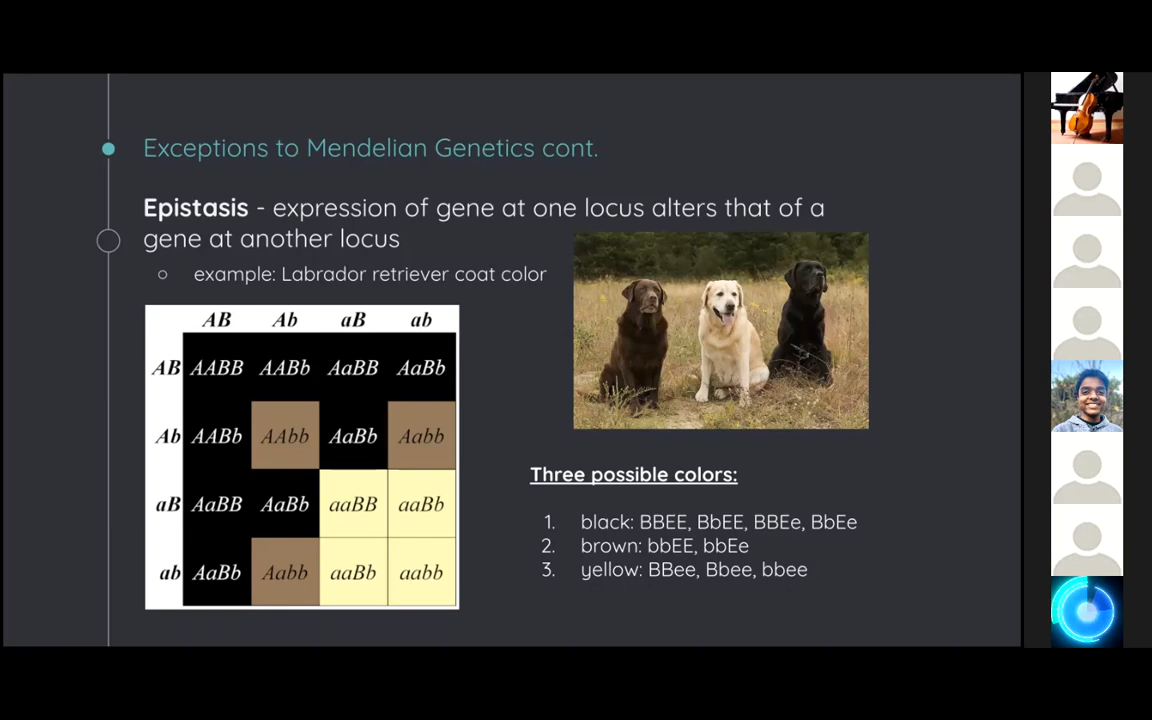 Exceptions to Mendelian Genetics cont.
Epistasis - expression of gene at one locus alters that of a
gene at another locus
○ example: Labrador retriever coat color
AB Ab aB ab
AB AABB AABb AaBB AaBb
Ab AABb AAbb AaBb Aabb
aB AaBB AaBb aaBB aaBb
ab AaBb Aabb aaBb aabb
Three possible colors:
1. black: BBEE, BbEE, BBEe, BbEe
2. brown: bbEE, bbEe
3. yellow: BBee, Bbee, bbee